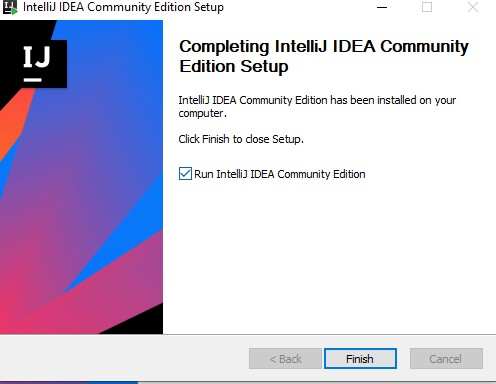 IntelliJ IDEA Community Edition Setup
IJ
Completing IntelliJ IDEA Community
Edition Setup
IntelliJ IDEA Community Edition has been installed on your
computer.
Click Finish to close Setup.
Run IntelliJ IDEA Community Edition
< Back
Finish
Cancel